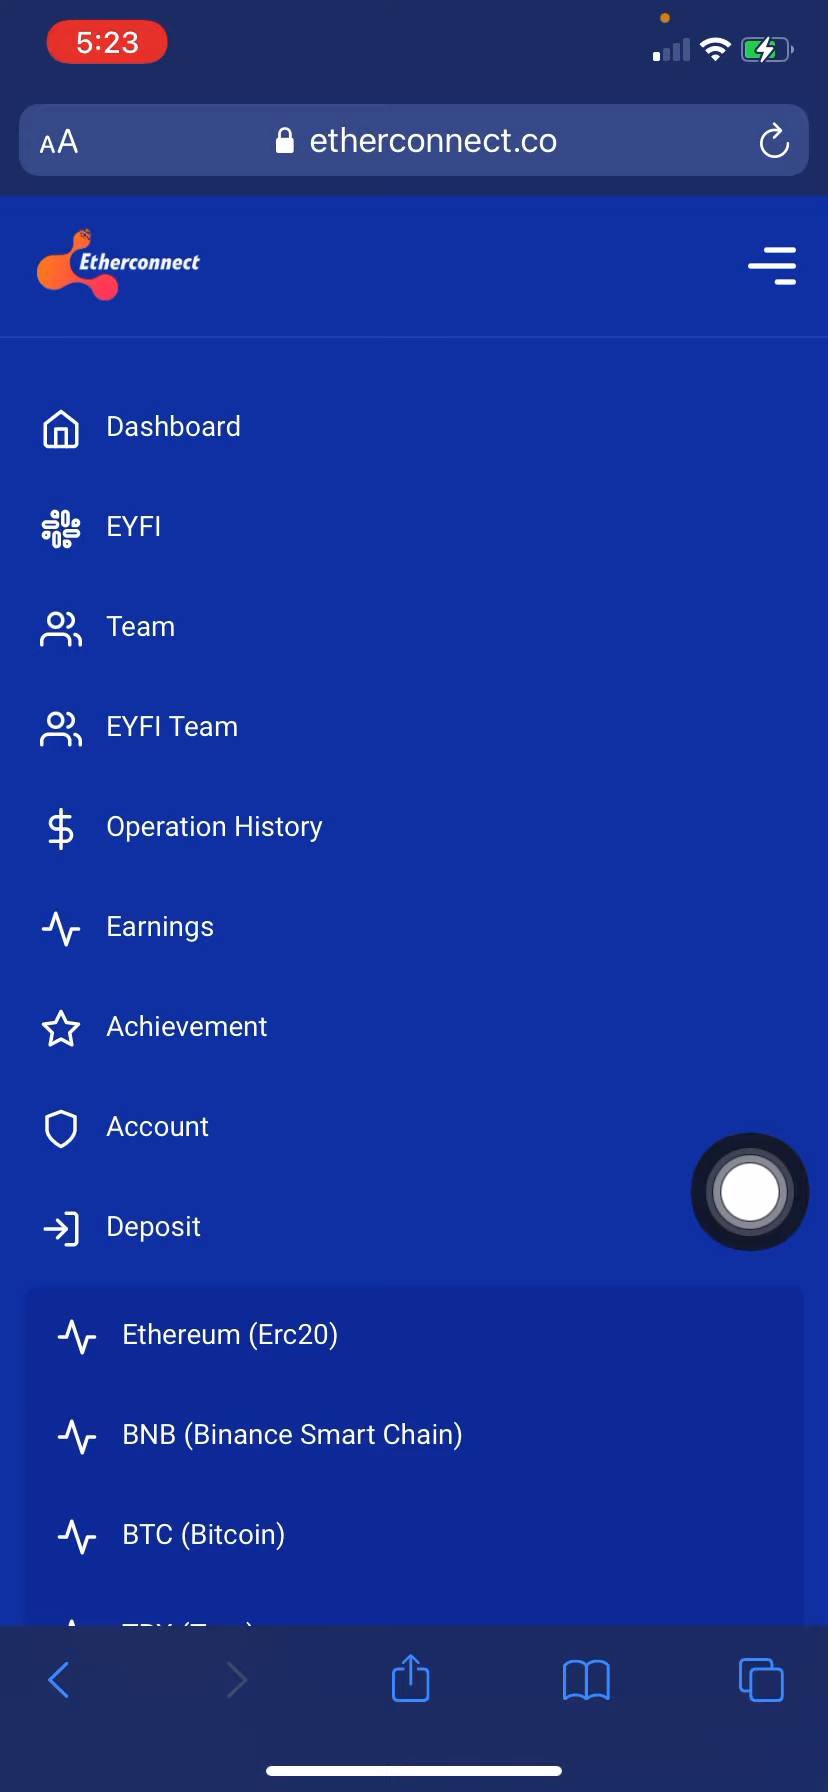 5:23
AA
etherconnect.co
Etherconnect
Dashboard
EYFI
Team
EYFI Team
Operation History
Earnings
Achievement
Account
Deposit
Ethereum (Erc20)
BNB (Binance Smart Chain)
BTC (Bitcoin)